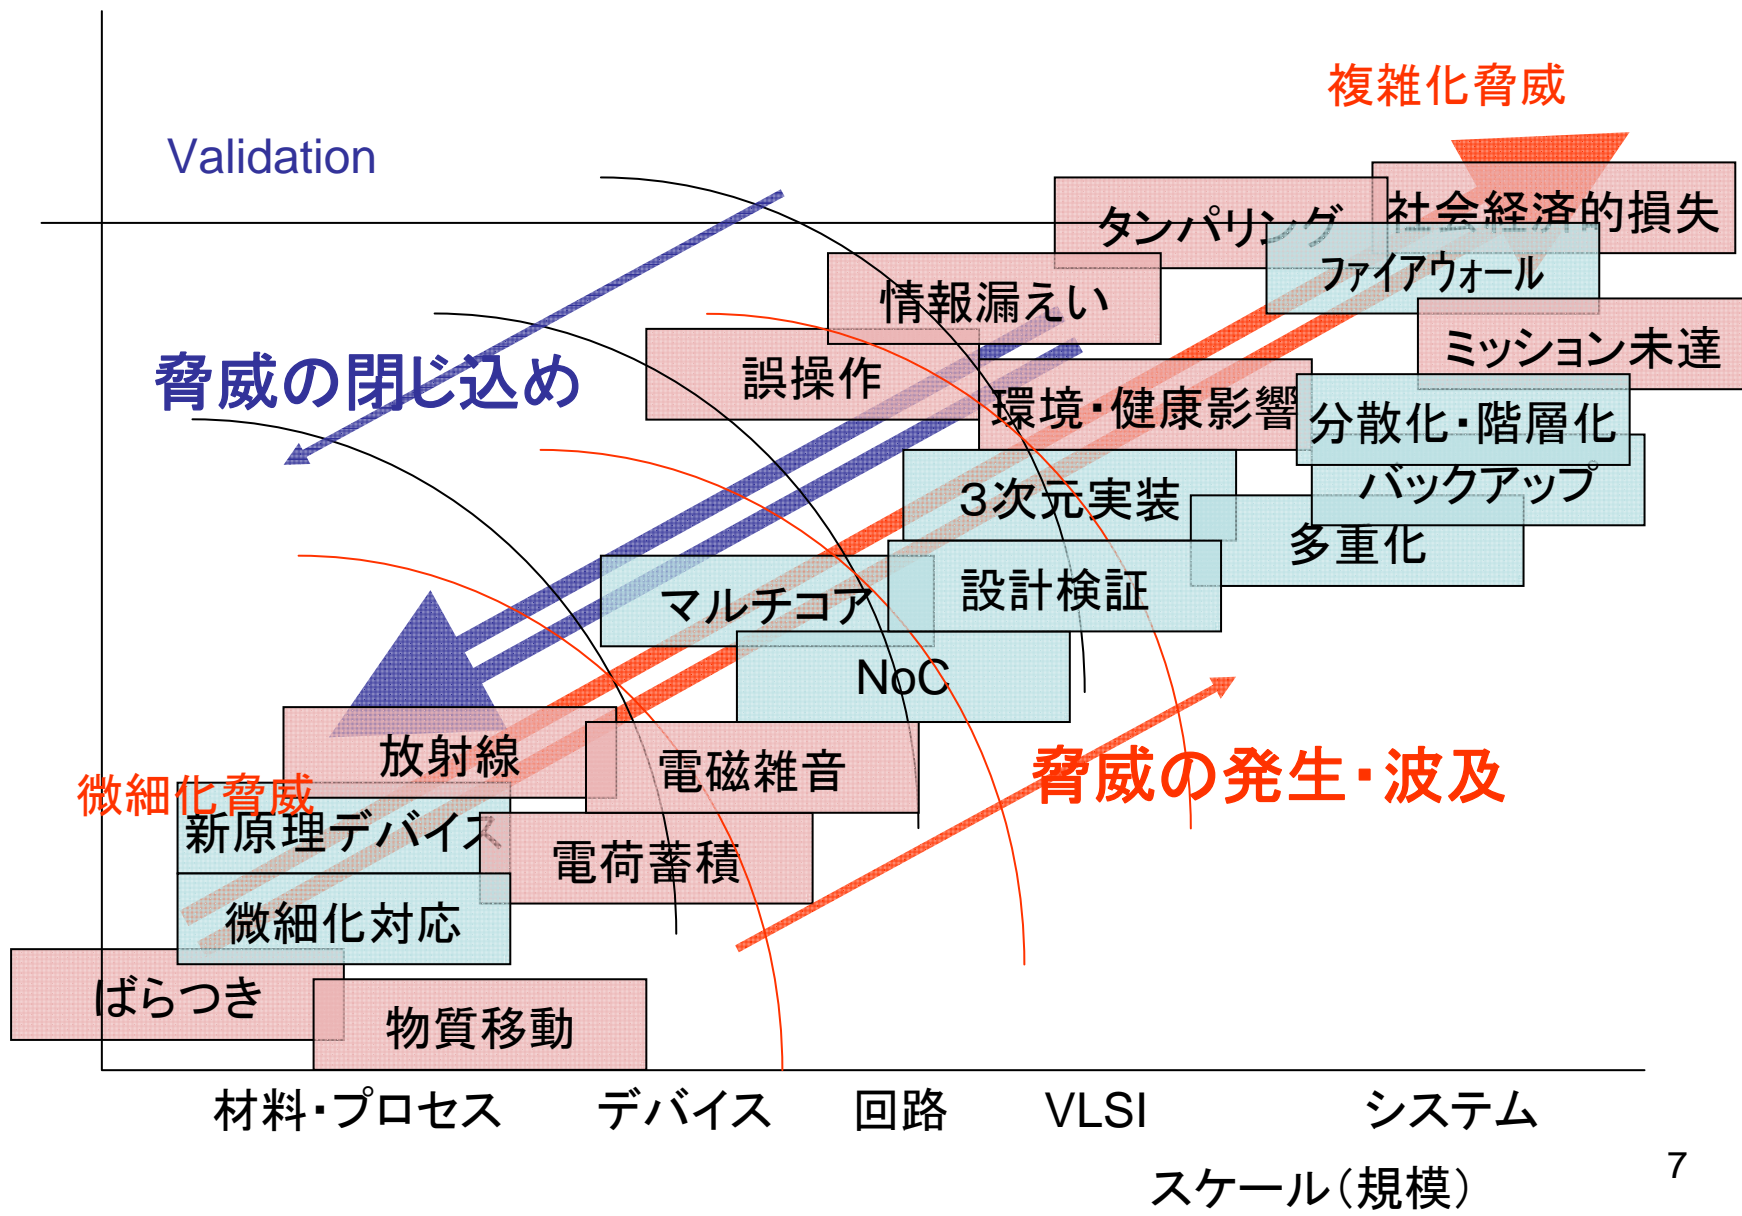 複雑化脅威
Validation
タンパリング
社会経済的損失
ファイアウォール
情報漏えい
ミッション未達
脅威の閉じ込め
誤操作
環境・健康影響
分散化・階層化
バックアップ
3次元実装
多重化
マルチコア
設計検証
NoC
放射線
電磁雑音
脅威の発生・波及
微細化脅威
新原理デバイス
電荷蓄積
微細化対応
ばらつき
物質移動
材料・プロセス
デバイス
回路
VLSI
システム
スケール(規模)
7